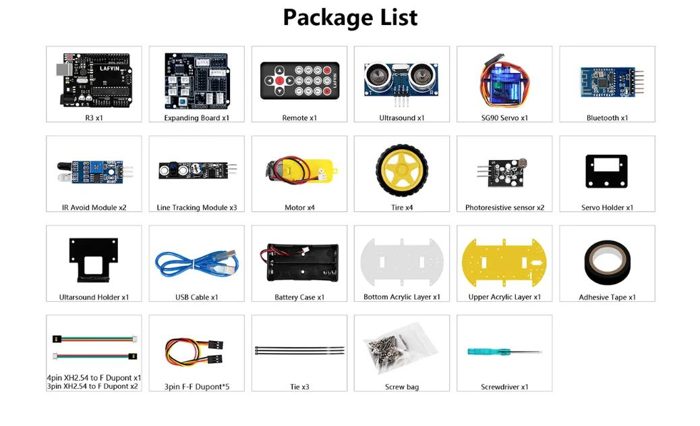 Package List
LAFVIN
R3 x1
Expanding Board x1
LAFVIN
Remote x1
Ultrasound x1
SG90 Servo x1
Bluetooth x1
IR Avoid Module x2
Line Tracking Module x3
Motor x4
Tire x4
Photoresistive sensor x2
Servo Holder x1
Ultarsound Holder x1
USB Cable x1
Battery Case x1
Bottom Acrylic Layer x1
Upper Acrylic Layer x1
Adhesive Tape x1
4pin XH2.54 to F Dupont x1
3pin XH2.54 to F Dupont x2
3pin F-F Dupont*5
Tie x3
Screw bag
Screwdriver x1